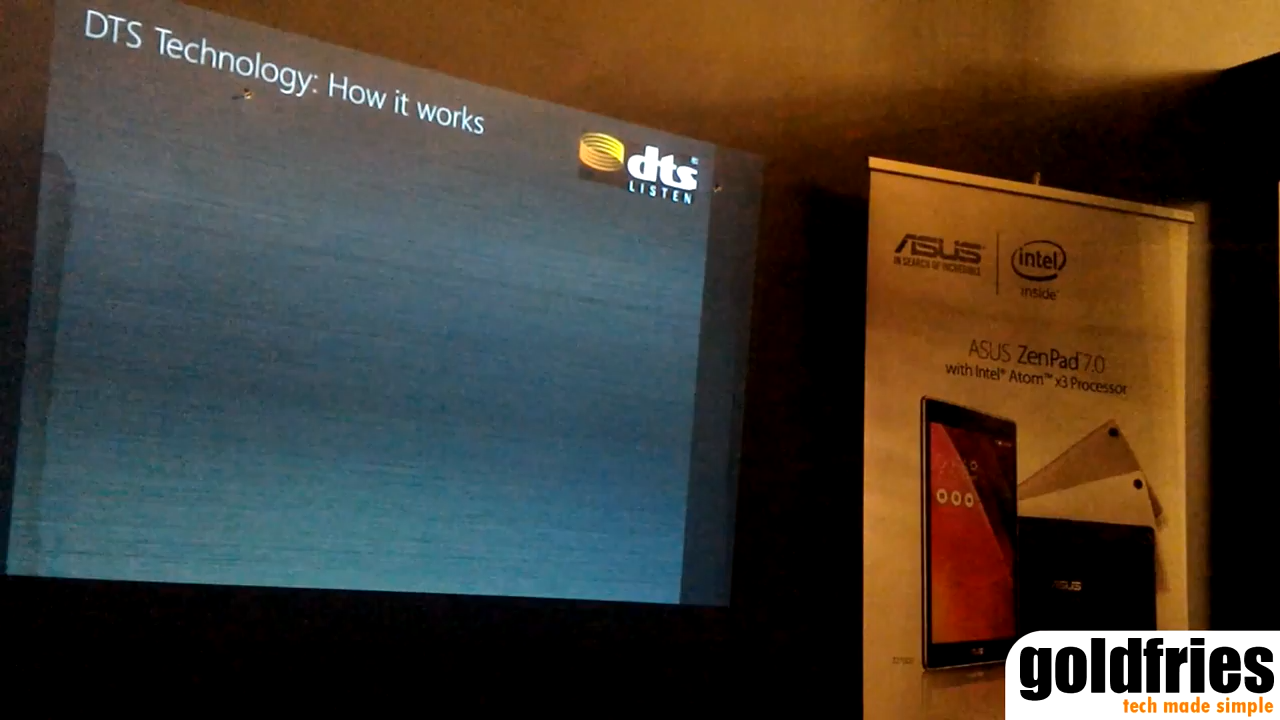 DTS Technology: How it works
dts
LISTEN
ASUS
IN SEARCH OF INCREDIBLE
intel
inside
ASUS ZenPad 7.0
with Intel® Atom™ x3 Processor
ASUS
goldfries
tech made simple